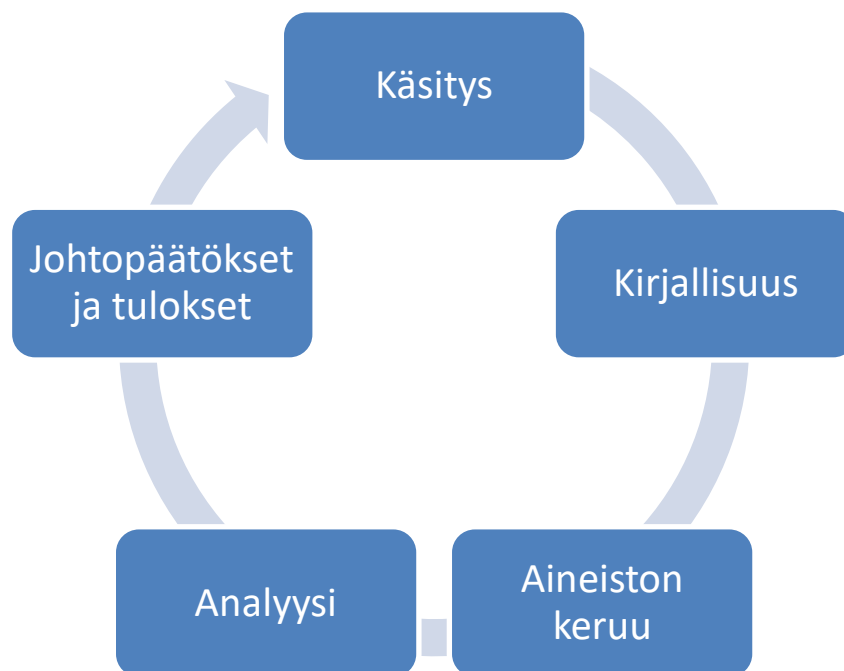 Käsitys
Kirjallisuus
Aineiston
keruu
Analyysi
Johtopäätökset
ja tulokset